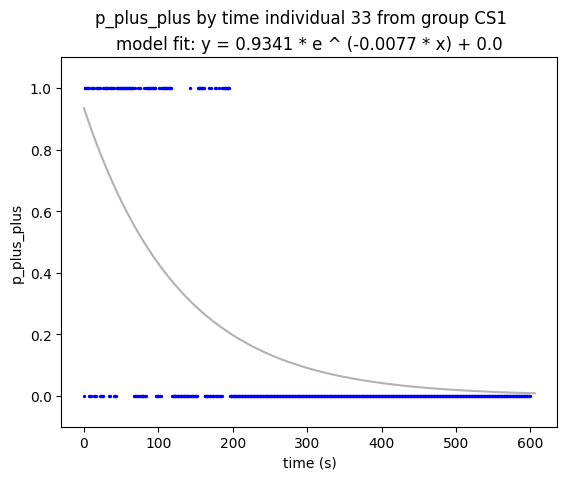 p_plus_plus by time individual 33 from group CS1
model fit: y = 0.9341 * e ^ (-0.0077 * x) + 0.0
1.0
0.8
0.6
0.4
0.2
0.0
p_plus_plus
0 100 200 300 400 500 600
time (s)